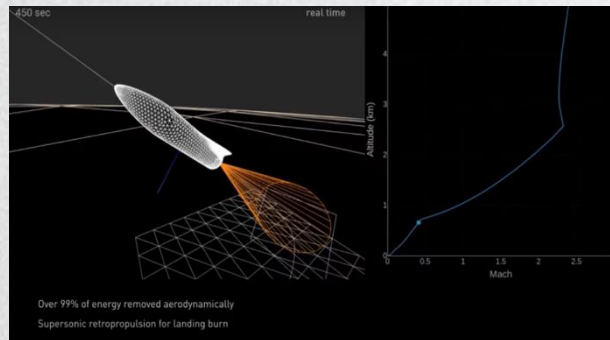 450 sec
real time
Over 99% of energy removed aerodynamically
Supersonic retropropulsion for landing burn
Altitude (km)
4
3
2
1
0
0
0.5
1
1.5
2
2.5
Mach